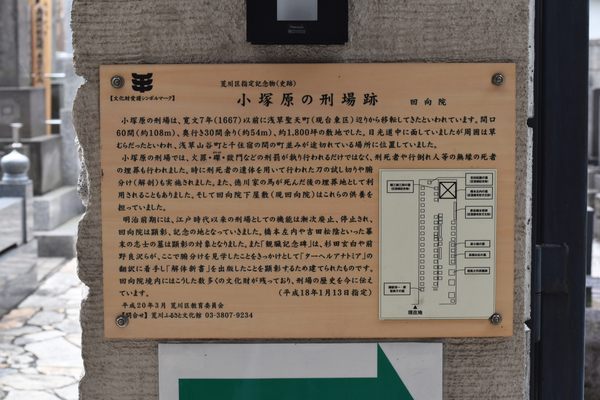 荒川区指定記念物(史跡)
小塚原の刑場跡 回向院
【文化財愛護シンボルマーク】
小塚原の刑場は、寛文7年(1667)以前に浅草聖天町(現台東区)辺りから移転してきたといわれています。間口
60間(約108m)、奥行30間余り(約54m)、約1,800坪の敷地でした。日光道中に面していましたが周囲は草
むらだったといわれ、浅草山谷町と千住宿の間の町並みが途切れている場所に位置していました。
小塚原の刑場では、火罪・磔・獄門などの刑罰が執り行われるだけではなく、刑死者や行倒れ人等の無縁の死者
の埋葬も行われました。時に刑死者の遺体を用いて行われた刀の試し切りや腑
分け(解剖)も実施されました。また、徳川家の馬が死んだ後の埋葬地として利
用されることもありました。そして回向院下屋敷(現回向院)はこれらの供養を
担っていました。
明治前期には、江戸時代以来の刑場としての機能は漸次廃止、停止され、
回向院は顕彰、記念の地となっていきました。橋本左内や吉田松陰といった幕
末の志士の墓は顕彰の対象となりました。また「観臓記念碑」は、杉田玄白や前
野良沢らが、ここで腑分けを見学したことをきっかけとして『ターヘルアナトミア』の
翻訳に着手し『解体新書』を出版したことを顕彰するため建てられたものです。
回向院境内にはこうした数多くの文化財が残っており、刑場の歴史を今に伝え
ています。 (平成18年1月13日指定)
平成20年3月 荒川区教育委員会
【問合せ】荒川ふるさと文化館 03-3807-9234
現在地